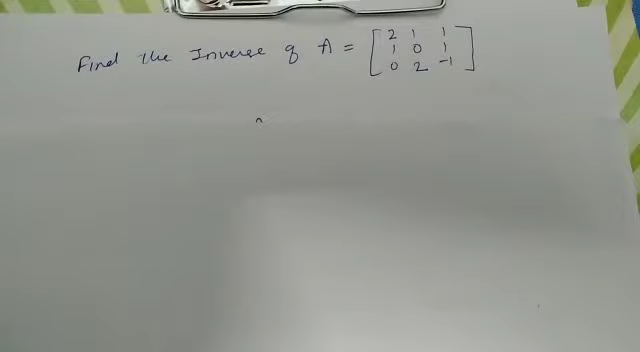 Find the Inverse of A = [2 1 1
1 0 1
0 2 -1]